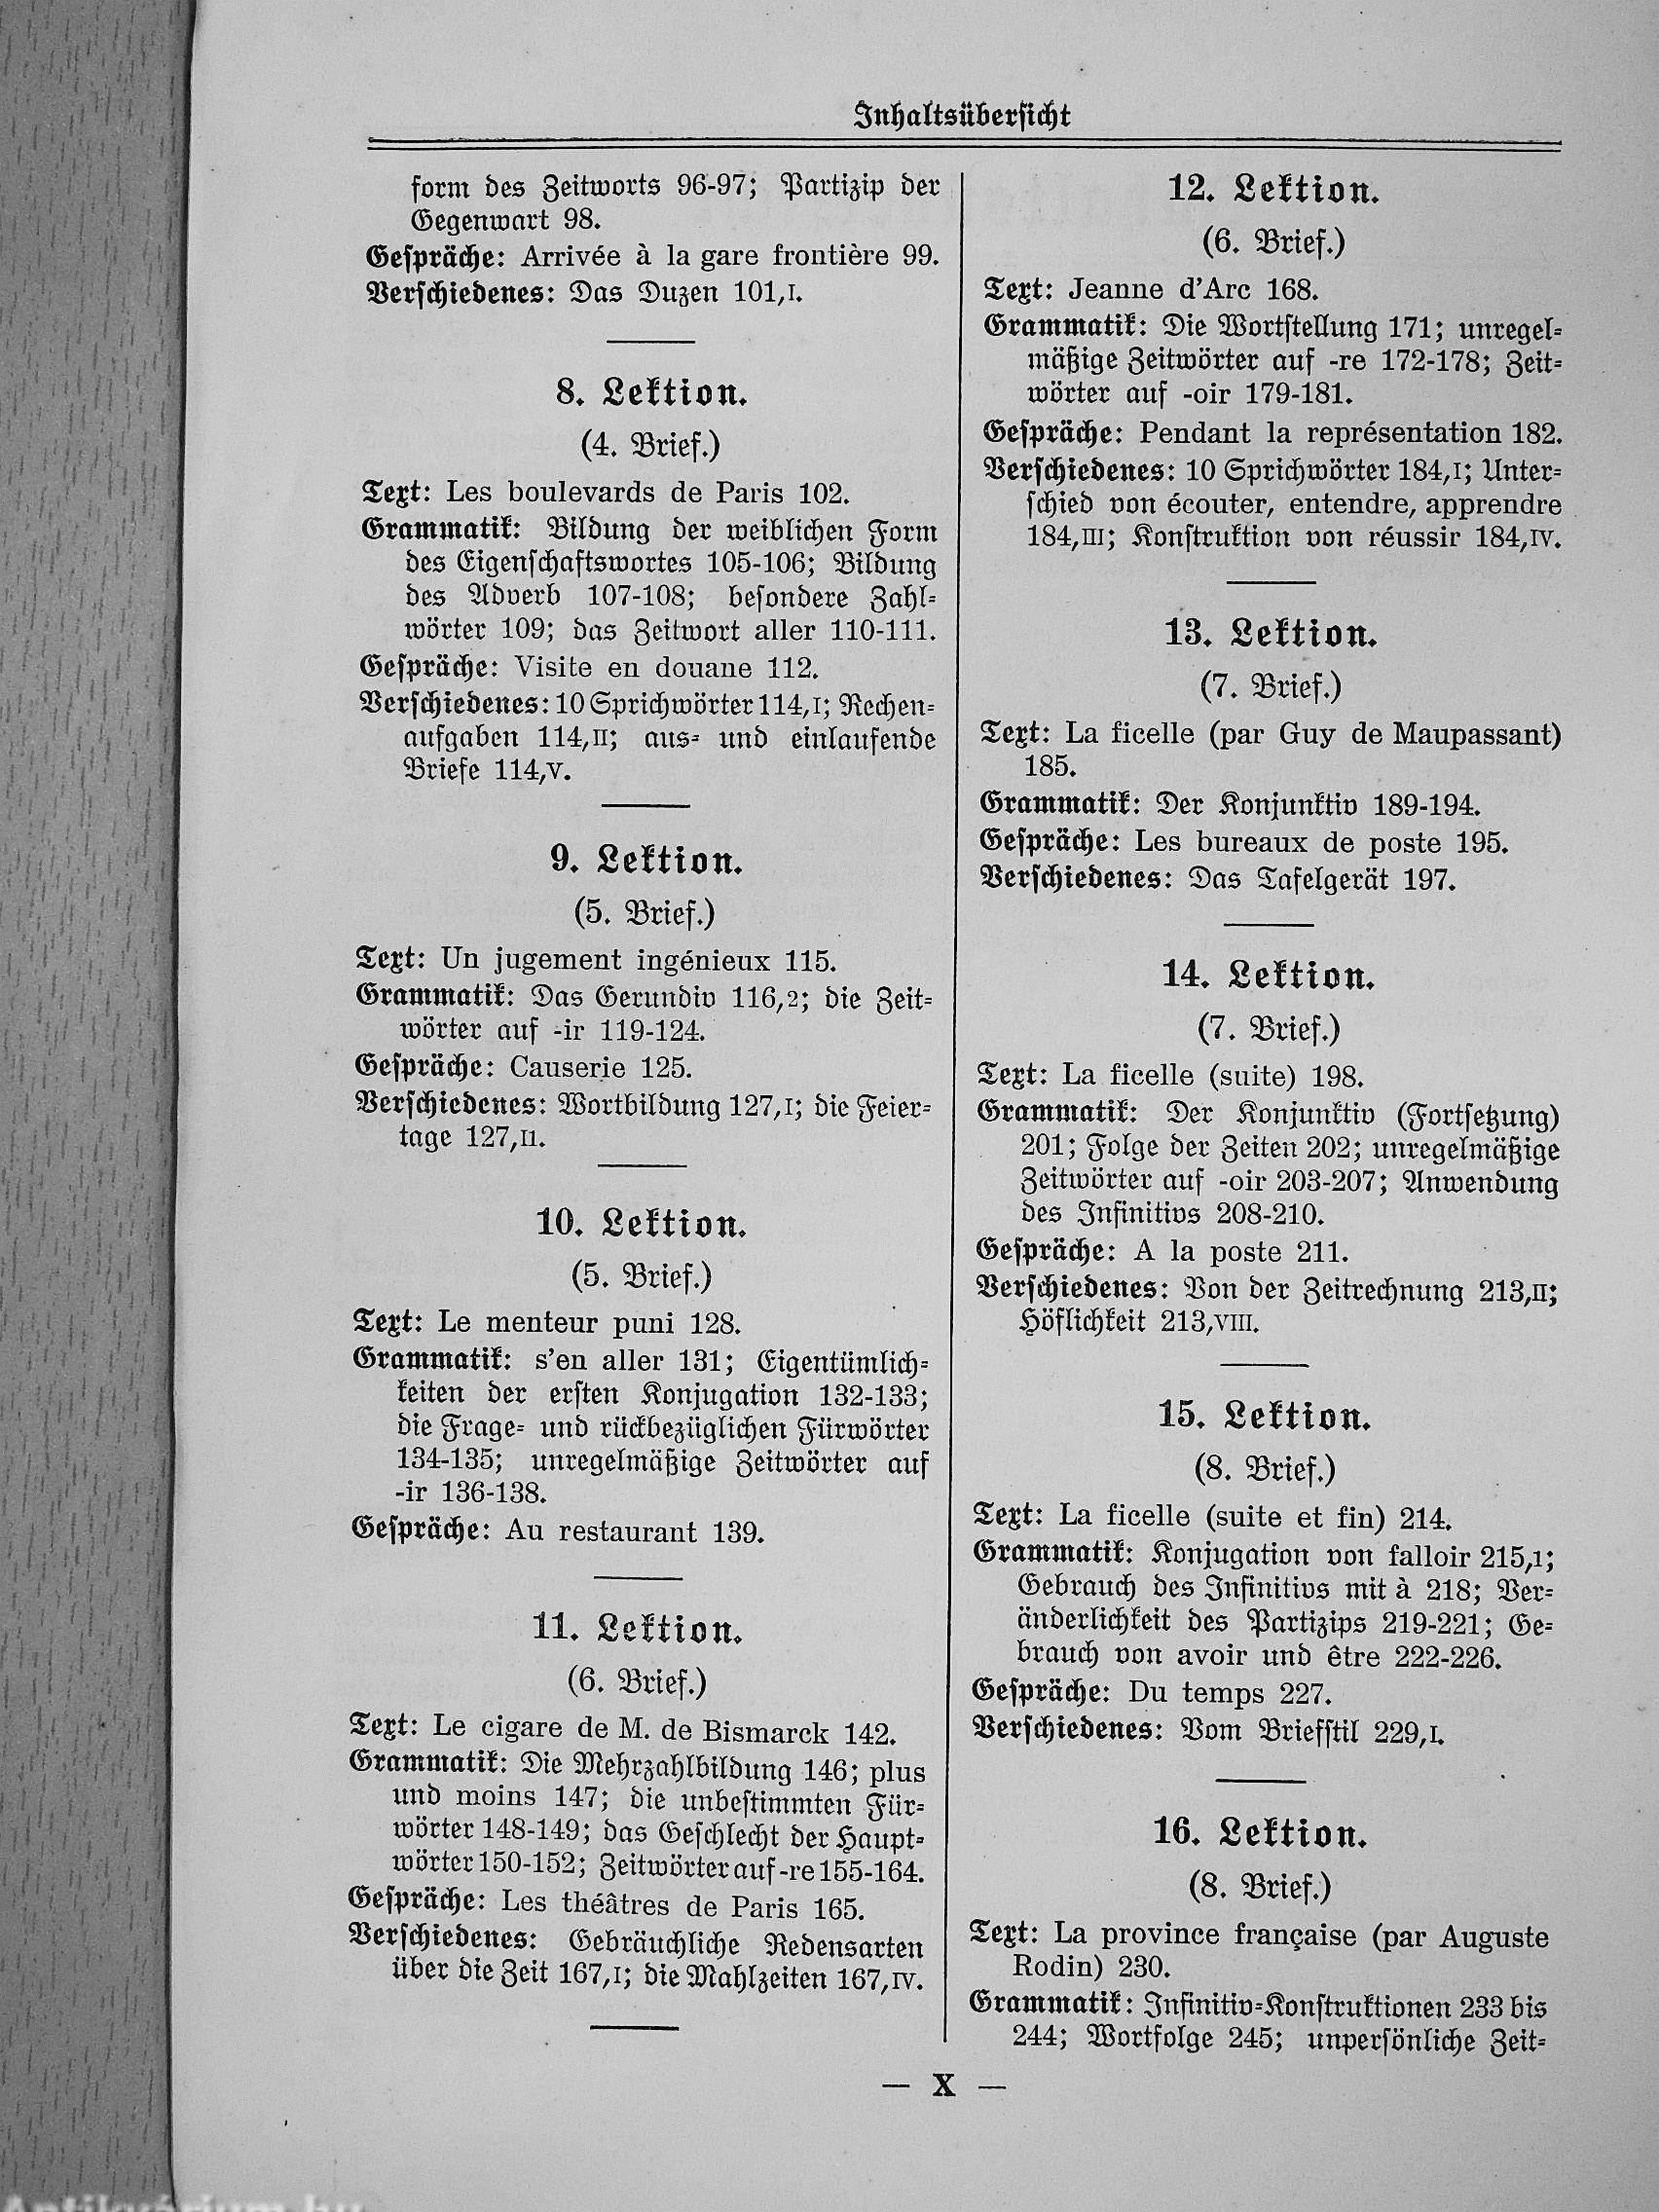 Inhaltsübersicht
form des Zeitworts 96-97; Partizip der
Gegenwart 98.
Gespräche: Arrivée à la gare frontière 99.
Verschiedenes: Das Duzen 101,I.
8. Lektion.
(4. Brief.)
Text: Les boulevards de Paris 102.
Grammatik: Bildung der weiblichen Form
des Eigenschaftswortes 105-106; Bildung
des Adverb 107-108; besondere Zahl-
wörter 109; das Zeitwort aller 110-111.
Gespräche: Visite en douane 112.
Verschiedenes: 10 Sprichwörter 114,I; Rechen-
aufgaben 114,II; aus- und einlaufende
Briefe 114,V.
9. Lektion.
(5. Brief.)
Text: Un jugement ingénieux 115.
Grammatik: Das Gerundiv 116,2; die Zeit-
wörter auf -ir 119-124.
Gespräche: Causerie 125.
Verschiedenes: Wortbildung 127,I; die Feier-
tage 127,II.
10. Lektion.
(5. Brief.)
Text: Le menteur puni 128.
Grammatik: s'en aller 131; Eigentümlich-
keiten der ersten Konjugation 132-133;
die Frage- und rückbezüglichen Fürwörter
134-135; unregelmäßige Zeitwörter auf
-ir 136-138.
Gespräche: Au restaurant 139.
11. Lektion.
(6. Brief.)
Text: Le cigare de M. de Bismarck 142.
Grammatik: Die Mehrzahlbildung 146; plus
und moins 147; die unbestimmten Für-
wörter 148-149; das Geschlecht der Haupt-
wörter 150-152; Zeitwörter auf -re 155-164.
Gespräche: Les théâtres de Paris 165.
Verschiedenes: Gebräuchliche Redensarten
über die Zeit 167,I; die Mahlzeiten 167,IV.
12. Lektion.
(6. Brief.)
Text: Jeanne d'Arc 168.
Grammatik: Die Wortstellung 171; unregel-
mäßige Zeitwörter auf -re 172-178; Zeit-
wörter auf -oir 179-181.
Gespräche: Pendant la représentation 182.
Verschiedenes: 10 Sprichwörter 184,I; Unter-
schied von écouter, entendre, apprendre
184,III; Konstruktion von réussir 184,IV.
13. Lektion.
(7. Brief.)
Text: La ficelle (par Guy de Maupassant)
185.
Grammatik: Der Konjunktiv 189-194.
Gespräche: Les bureaux de poste 195.
Verschiedenes: Das Tafelgerät 197.
14. Lektion.
(7. Brief.)
Text: La ficelle (suite) 198.
Grammatik: Der Konjunktiv (Fortsetzung)
201; Folge der Zeiten 202; unregelmäßige
Zeitwörter auf -oir 203-207; Anwendung
des Infinitivs 208-210.
Gespräche: A la poste 211.
Verschiedenes: Von der Zeitrechnung 213,II;
Höflichkeit 213,VIII.
15. Lektion.
(8. Brief.)
Text: La ficelle (suite et fin) 214.
Grammatik: Konjugation von falloir 215,1;
Gebrauch des Infinitivs mit à 218; Ver-
änderlichkeit des Partizips 219-221; Ge-
brauch von avoir und être 222-226.
Gespräche: Du temps 227.
Verschiedenes: Vom Briefstil 229,I.
16. Lektion.
(8. Brief.)
Text: La province française (par Auguste
Rodin) 230.
Grammatik: Infinitiv-Konstruktionen 233 bis
244; Wortfolge 245; unpersönliche Zeit-
— X —
Antikvárium.hu